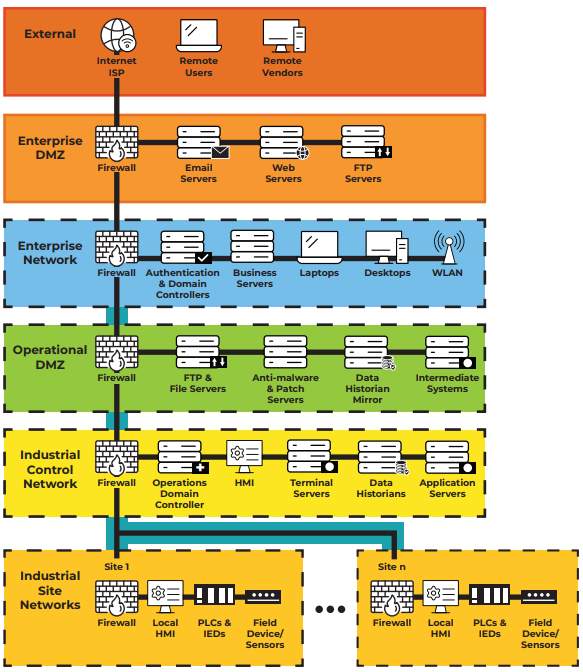 External
Internet
ISP
Remote
Users
Remote
Vendors
Enterprise
DMZ
Firewall
Email
Servers
Web
Servers
FTP
Servers
Enterprise
Network
Firewall
Authentication
& Domain
Controllers
Business
Servers
Laptops
Desktops
WLAN
Operational
DMZ
Firewall
FTP &
File Servers
Anti-malware
& Patch
Servers
Data
Historian
Mirror
Intermediate
Systems
Industrial
Control
Network
Firewall
Operations
Domain
Controller
HMI
Terminal
Servers
Data
Historians
Application
Servers
Industrial
Site
Networks
Site 1
Firewall
Local
HMI
PLCs &
IEDs
Field
Device/
Sensors
Site n
Firewall
Local
HMI
PLCs &
IEDs
Field
Device/
Sensors